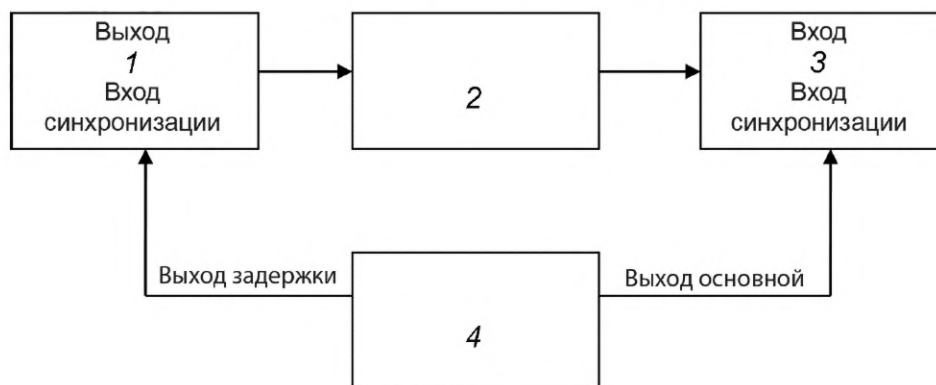 Выход
1
Вход
синхронизации
2
Вход
3
Вход
синхронизации
Выход задержки
Выход основной
4